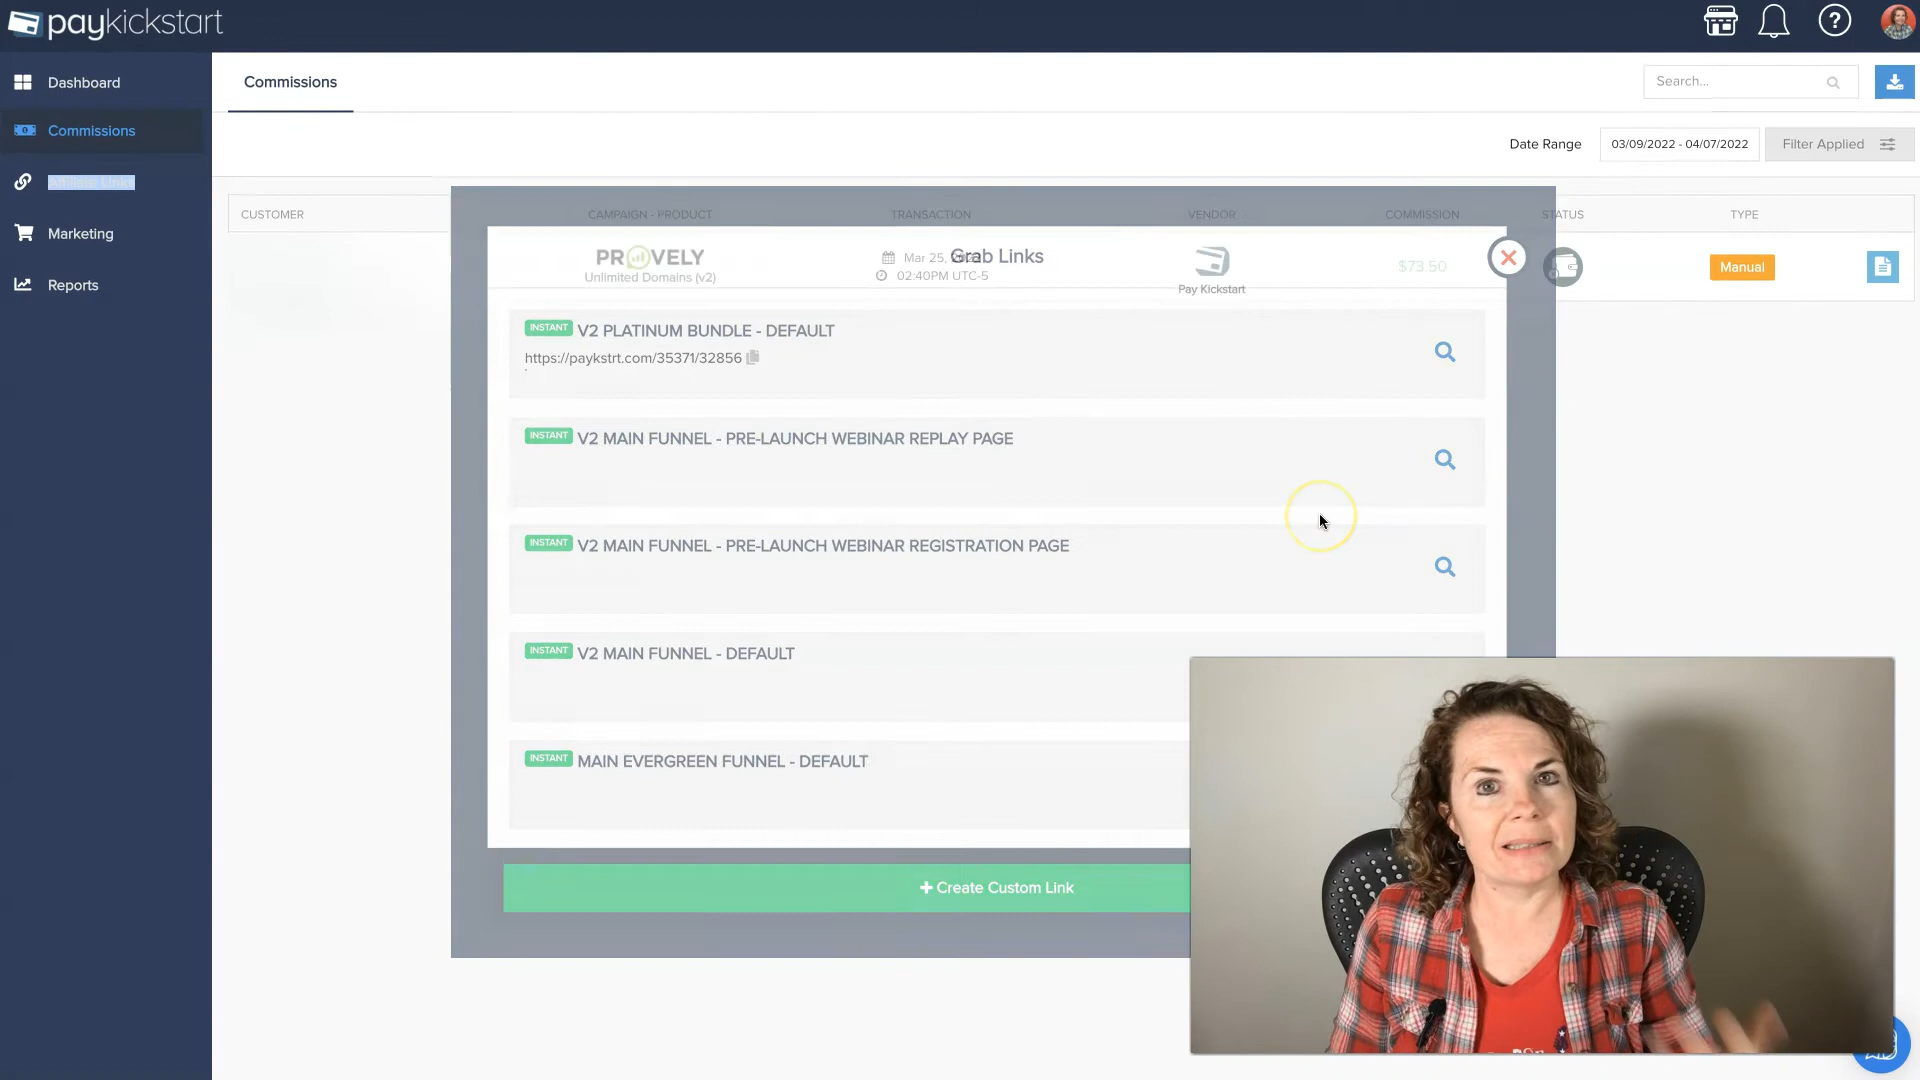 paykickstart
Dashboard
Commissions
Affiliate Links
Marketing
Reports
Commissions
Search...
Date Range
03/09/2022 - 04/07/2022
Filter Applied
CUSTOMER
CAMPAIGN - PRODUCT
TRANSACTION
VENDOR
COMMISSION
STATUS
TYPE
PROVELY
Unlimited Domains (v2)
Mar 25,
02:40PM UTC-5
Grab Links
Pay Kickstart
$73.50
Manual
INSTANT V2 PLATINUM BUNDLE - DEFAULT
https://paykstrt.com/35371/32856
INSTANT V2 MAIN FUNNEL - PRE-LAUNCH WEBINAR REPLAY PAGE
INSTANT V2 MAIN FUNNEL - PRE-LAUNCH WEBINAR REGISTRATION PAGE
INSTANT V2 MAIN FUNNEL - DEFAULT
INSTANT MAIN EVERGREEN FUNNEL - DEFAULT
+ Create Custom Link